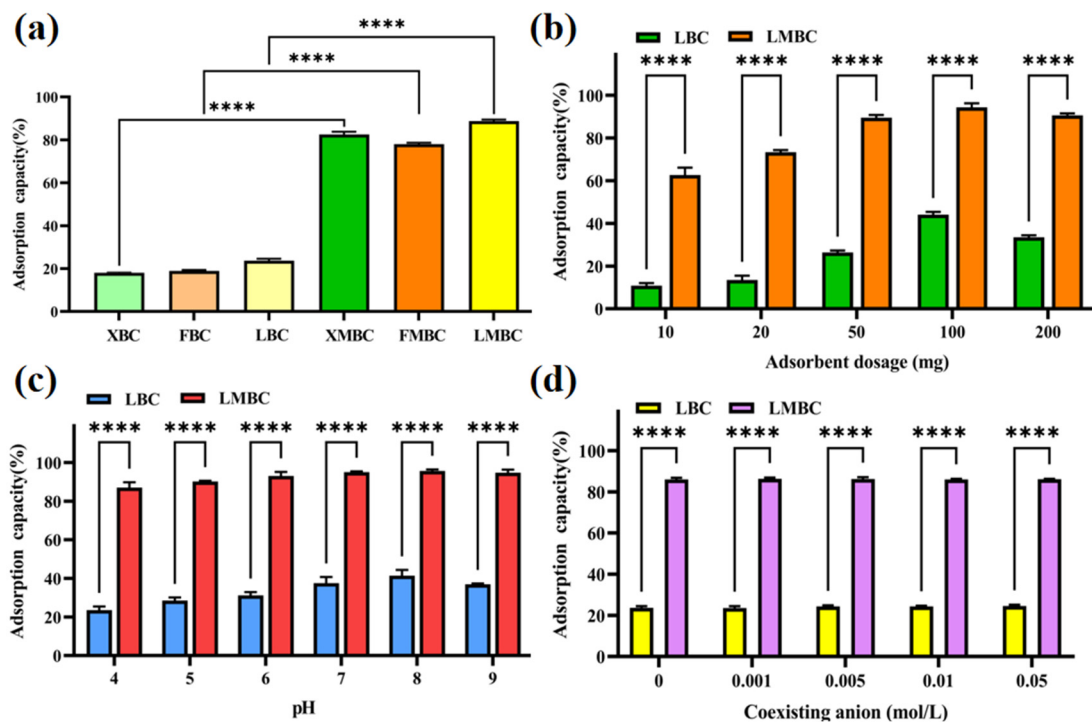 (a)
****
****
****
Adsorption capacity(%)
100
80
60
40
20
0
XBC FBC LBC XMBC FMBC LMBC
(b)
LBC LMBC
**** **** **** **** ****
Adsorption capacity(%)
100
80
60
40
20
0
10 20 50 100 200
Adsorbent dosage (mg)
(c)
LBC LMBC
**** **** **** **** **** ****
Adsorption capacity(%)
100
80
60
40
20
0
4 5 6 7 8 9
pH
(d)
LBC LMBC
**** **** **** **** ****
Adsorption capacity(%)
100
80
60
40
20
0
0 0.001 0.005 0.01 0.05
Coexisting anion (mol/L)